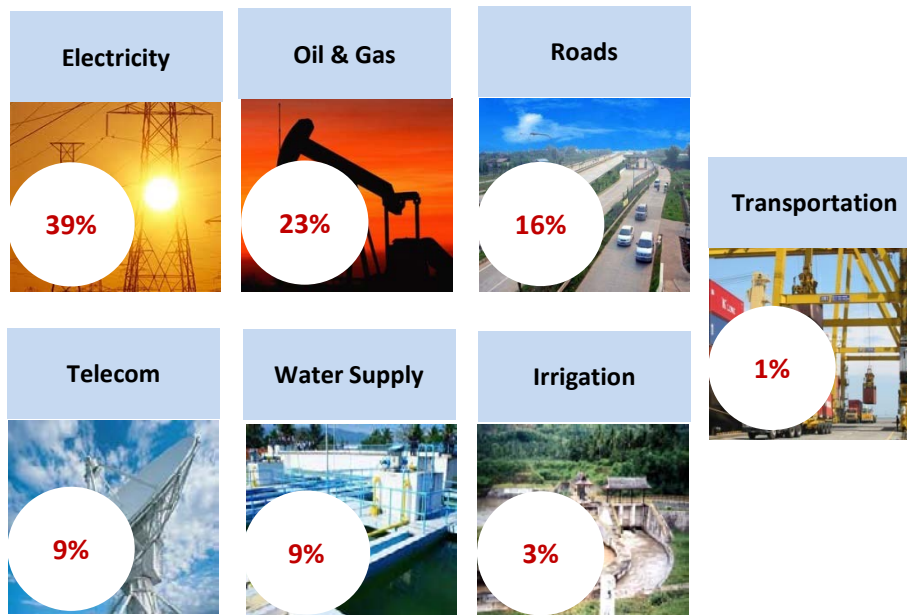 Electricity
Oil & Gas
Roads
39%
23%
16%
Transportation
1%
Telecom
Water Supply
Irrigation
9%
9%
3%